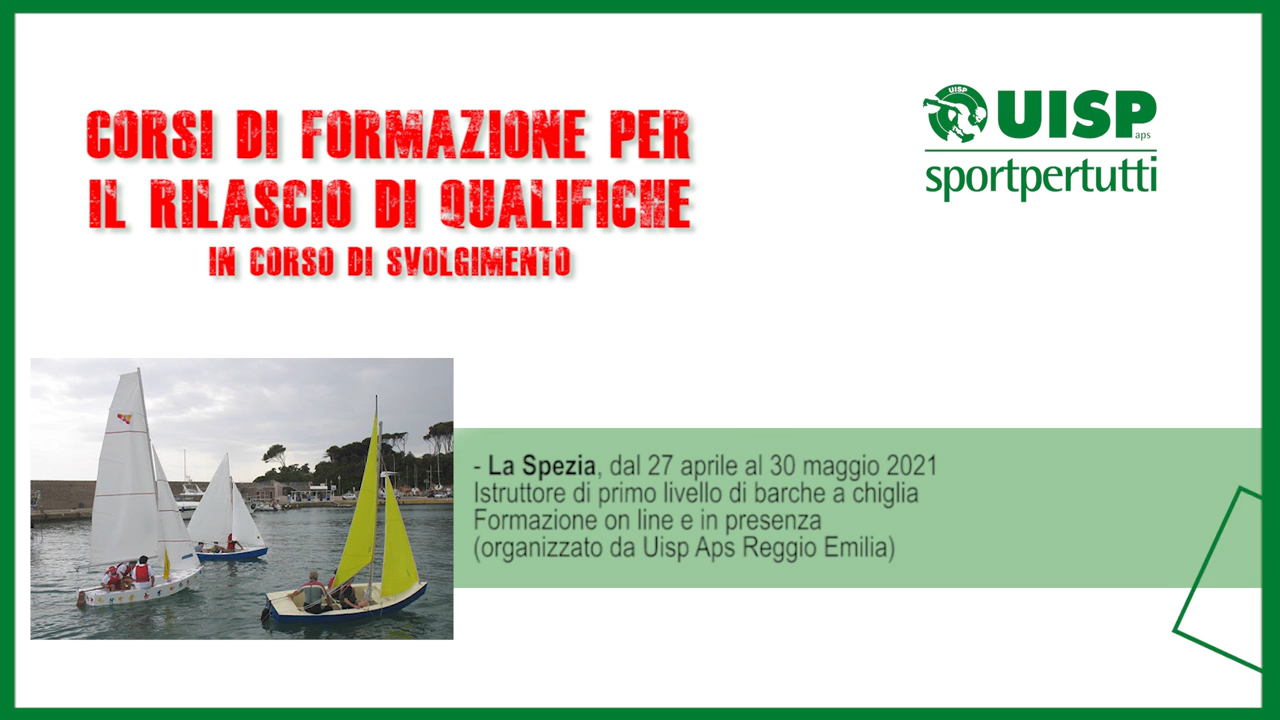 CORSI DI FORMAZIONE PER
IL RILASCIO DI QUALIFICHE
IN CORSO DI SVOLGIMENTO
UISP
UISP
aps
sportpertutti
- La Spezia, dal 27 aprile al 30 maggio 2021
Istruttore di primo livello di barche a chiglia
Formazione on line e in presenza
(organizzato da Uisp Aps Reggio Emilia)